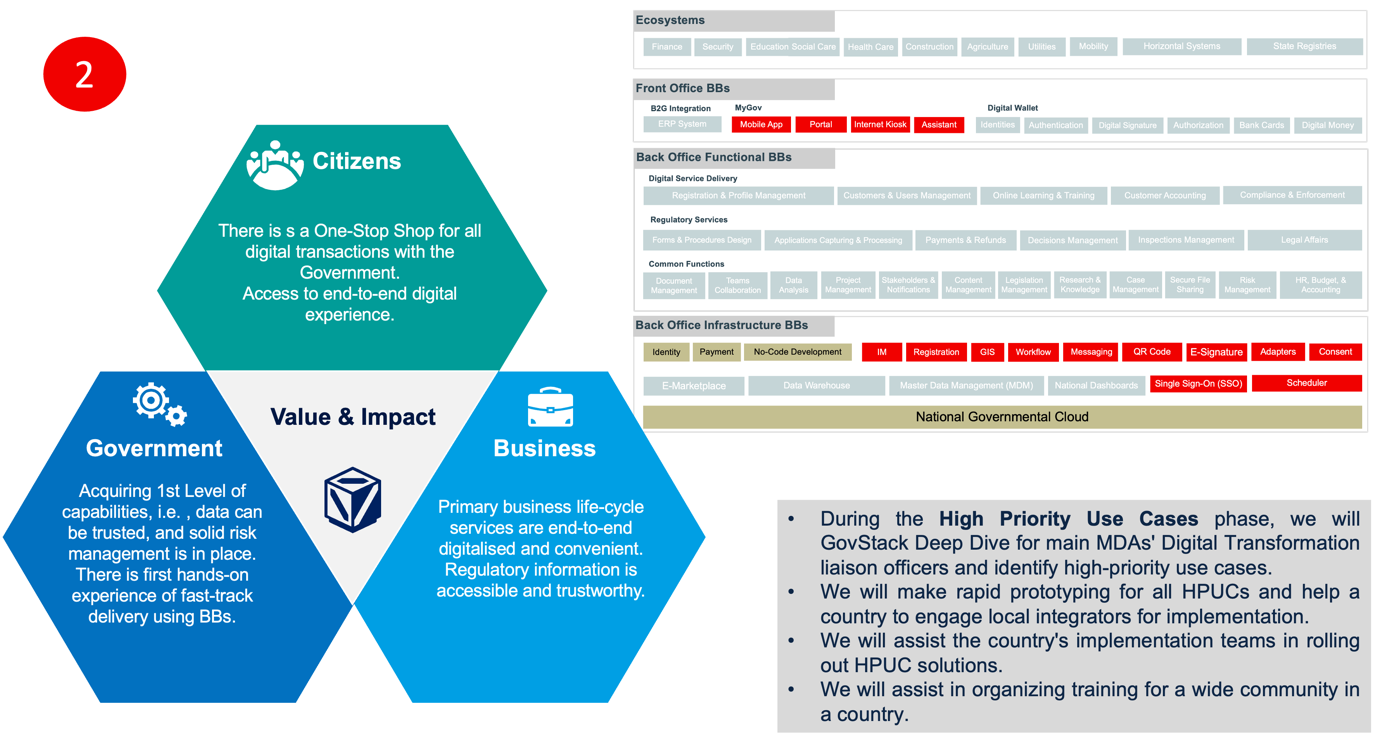 2
Citizens
There is s a One-Stop Shop for all
digital transactions with the
Government.
Access to end-to-end digital
experience.
Government
Acquiring 1st Level of
capabilities, i.e. , data can
be trusted, and solid risk
management is in place.
There is first hands-on
experience of fast-track
delivery using BBs.
Value & Impact
Business
Primary business life-cycle
services are end-to-end
digitalised and convenient.
Regulatory information is
accessible and trustworthy.
Ecosystems
Finance Security Education Social Care Health Care Construction Agriculture Utilities Mobility Horizontal Systems State Registries
Front Office BBs
B2G Integration MyGov Digital Wallet
ERP System Mobile App Portal Internet Kiosk Assistant Identities Authentication Digital Signature Authorization Bank Cards Digital Money
Back Office Functional BBs
Digital Service Delivery
Registration & Profile Management Customers & Users Management Online Learning & Training Customer Accounting Compliance & Enforcement
Regulatory Services
Forms & Procedures Design Applications Capturing & Processing Payments & Refunds Decisions Management Inspections Management Legal Affairs
Common Functions
Document Teams Data Project Stakeholders & Content Legislation Research & Case Secure File Risk HR, Budget, &
Management Collaboration Analysis Management Notifications Management Management Knowledge Management Sharing Management Accounting
Back Office Infrastructure BBs
Identity Payment No-Code Development IM Registration GIS Workflow Messaging QR Code E-Signature Adapters Consent
E-Marketplace Data Warehouse Master Data Management (MDM) National Dashboards Single Sign-On (SSO) Scheduler
National Governmental Cloud
• During the High Priority Use Cases phase, we will
GovStack Deep Dive for main MDAs' Digital Transformation
liaison officers and identify high-priority use cases.
• We will make rapid prototyping for all HPUCs and help a
country to engage local integrators for implementation.
• We will assist the country's implementation teams in rolling
out HPUC solutions.
• We will assist in organizing training for a wide community in
a country.